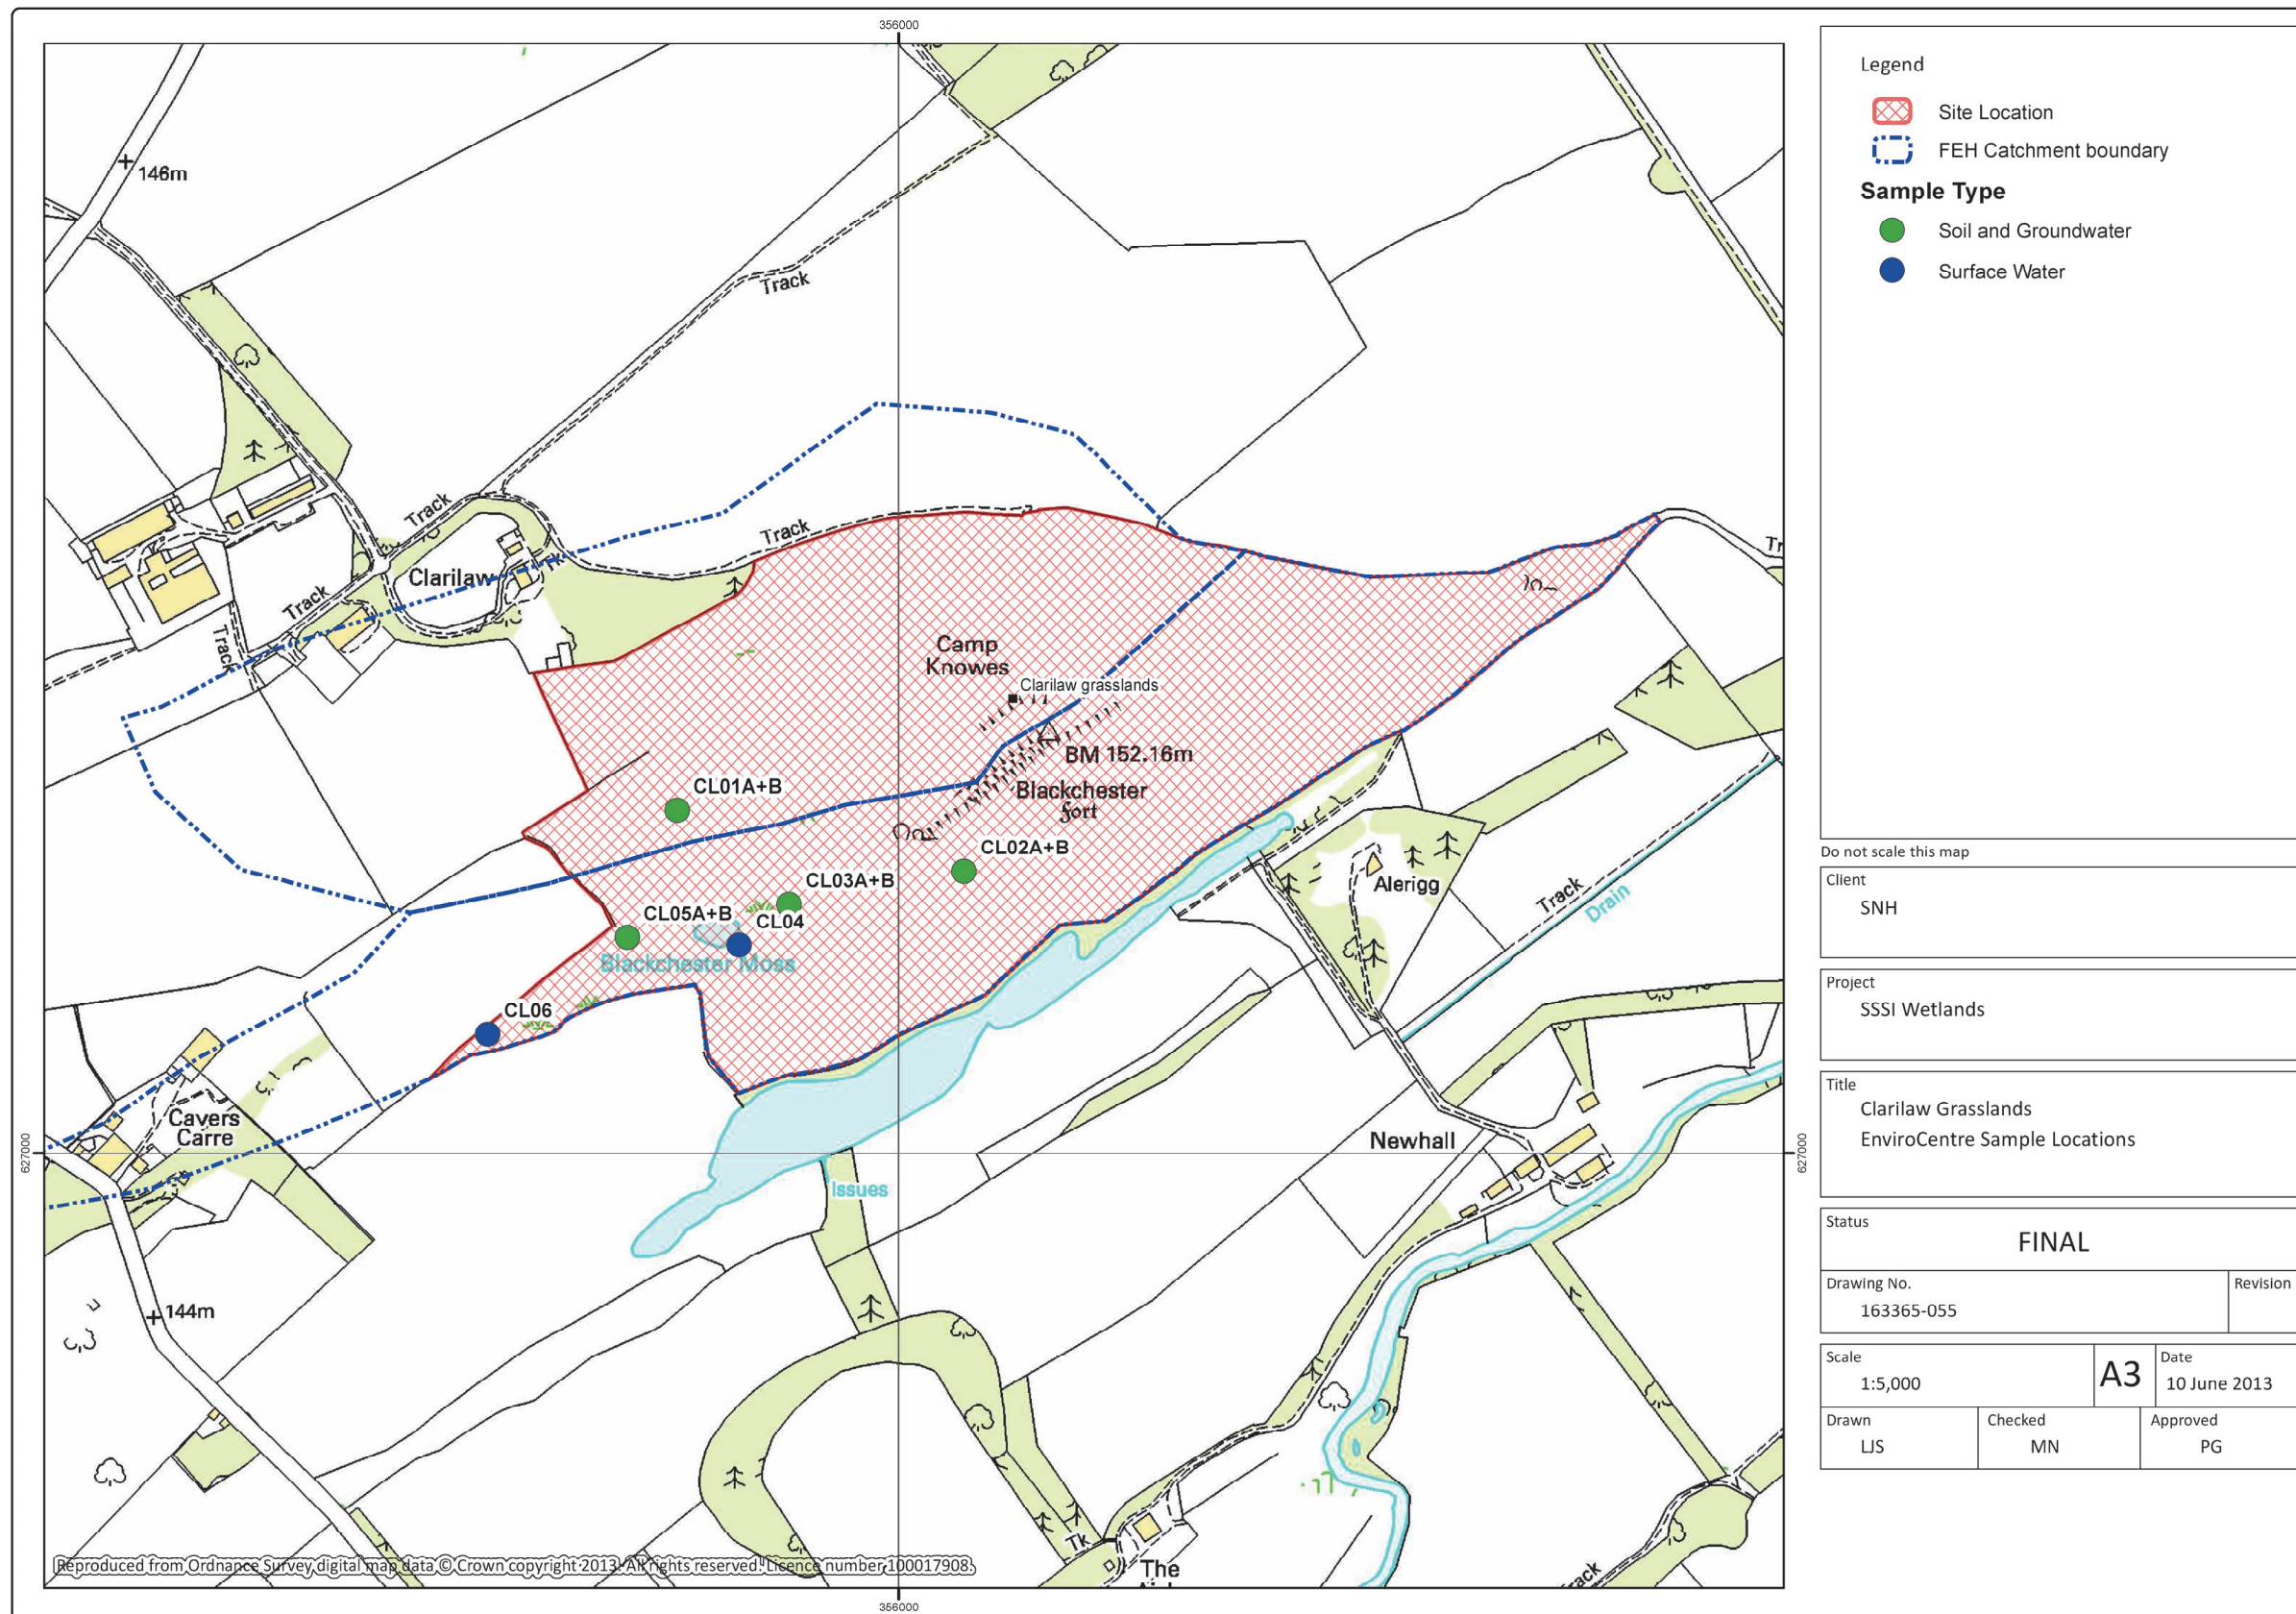 356000
146m
Track
Track
Track
Clarilaw
Tk
Track
Track
Camp
Knowes
Clarilaw grasslands
BM 152.16m
Blackchester
fort
CL01A+B
CL02A+B
CL03A+B
CL05A+B
CL04
Blackchester Moss
CL06
Alerigg
Track
Drain
Cavers
Carre
Newhall
627000
627000
Issues
144m
Tk
The
Reproduced from Ordnance Survey digital map data © Crown copyright 2013. All rights reserved. Licence number 100017908.
356000
Legend
Site Location
FEH Catchment boundary
Sample Type
Soil and Groundwater
Surface Water
Do not scale this map
Client
SNH
Project
SSSI Wetlands
Title
Clarilaw Grasslands
EnviroCentre Sample Locations
Status
FINAL
Drawing No.
163365-055
Revision
Scale
1:5,000
A3
Date
10 June 2013
Drawn
LJS
Checked
MN
Approved
PG